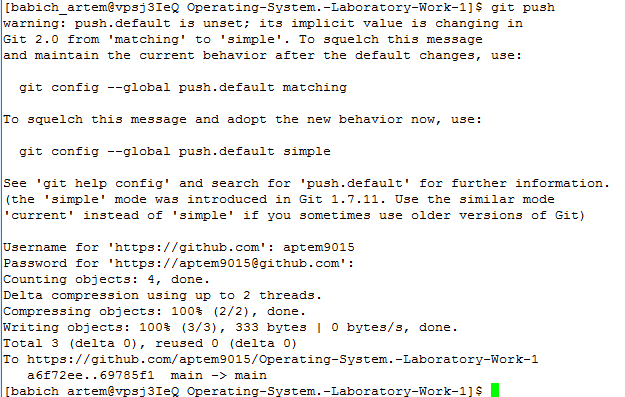 [babich_artem@vpsj3IeQ Operating-System.-Laboratory-Work-1]$ git push
warning: push.default is unset; its implicit value is changing in
Git 2.0 from 'matching' to 'simple'. To squelch this message
and maintain the current behavior after the default changes, use:
git config --global push.default matching
To squelch this message and adopt the new behavior now, use:
git config --global push.default simple
See 'git help config' and search for 'push.default' for further information.
(the 'simple' mode was introduced in Git 1.7.11. Use the similar mode
'current' instead of 'simple' if you sometimes use older versions of Git)
Username for 'https://github.com': aptem9015
Password for 'https://aptem9015@github.com':
Counting objects: 4, done.
Delta compression using up to 2 threads.
Compressing objects: 100% (2/2), done.
Writing objects: 100% (3/3), 333 bytes | 0 bytes/s, done.
Total 3 (delta 0), reused 0 (delta 0)
To https://github.com/aptem9015/Operating-System.-Laboratory-Work-1
a6f72ee..69785f1  main -> main
[babich_artem@vpsj3IeQ Operating-System.-Laboratory-Work-1]$